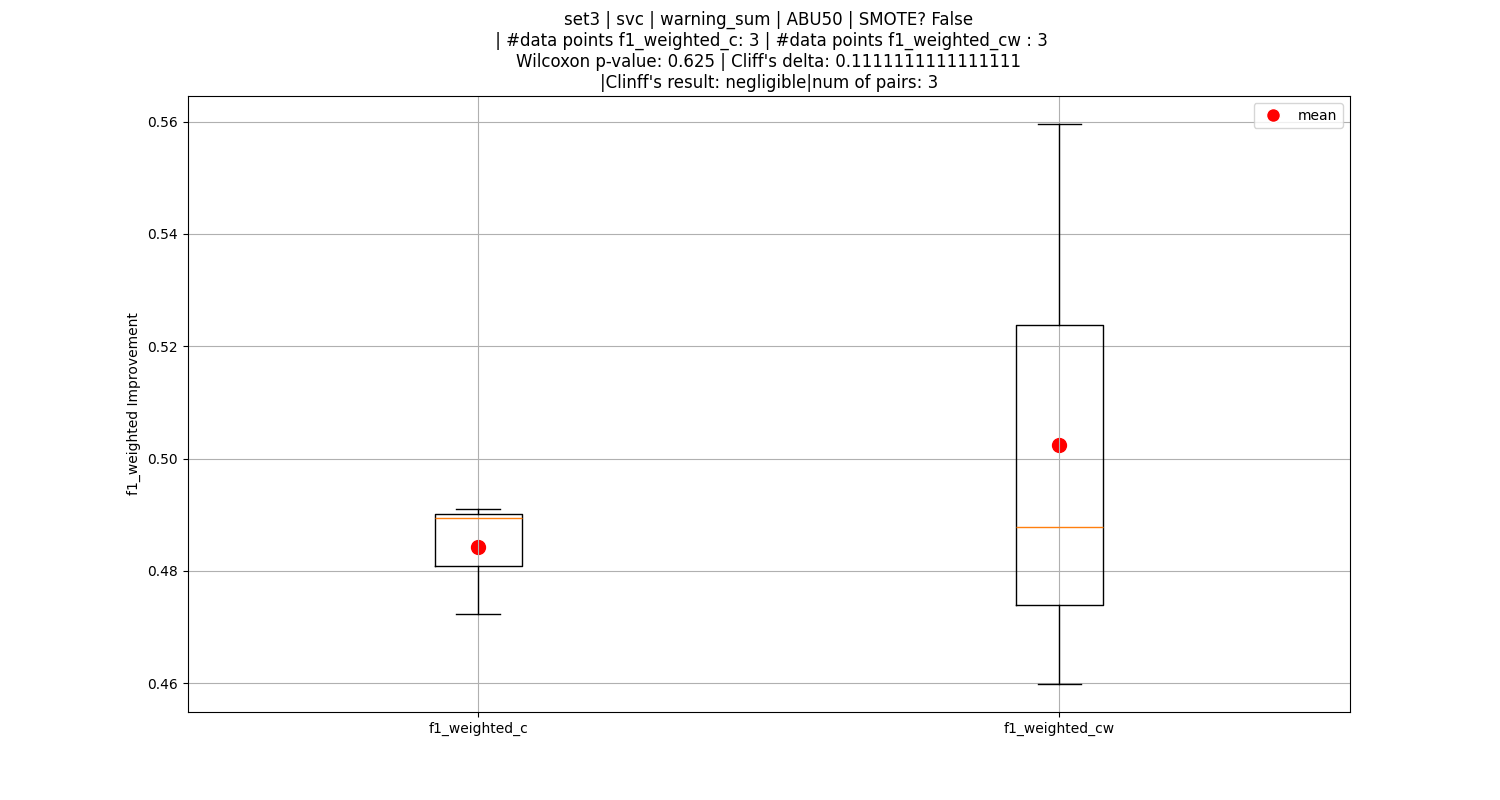 set3 | svc | warning_sum | ABU50 | SMOTE? False
| #data points f1_weighted_c: 3 | #data points f1_weighted_cw : 3
Wilcoxon p-value: 0.625 | Cliff's delta: 0.1111111111111111
|Clinff's result: negligible|num of pairs: 3
mean
0.56
0.54
0.52
0.50
0.48
0.46
f1_weighted Improvement
f1_weighted_c
f1_weighted_cw